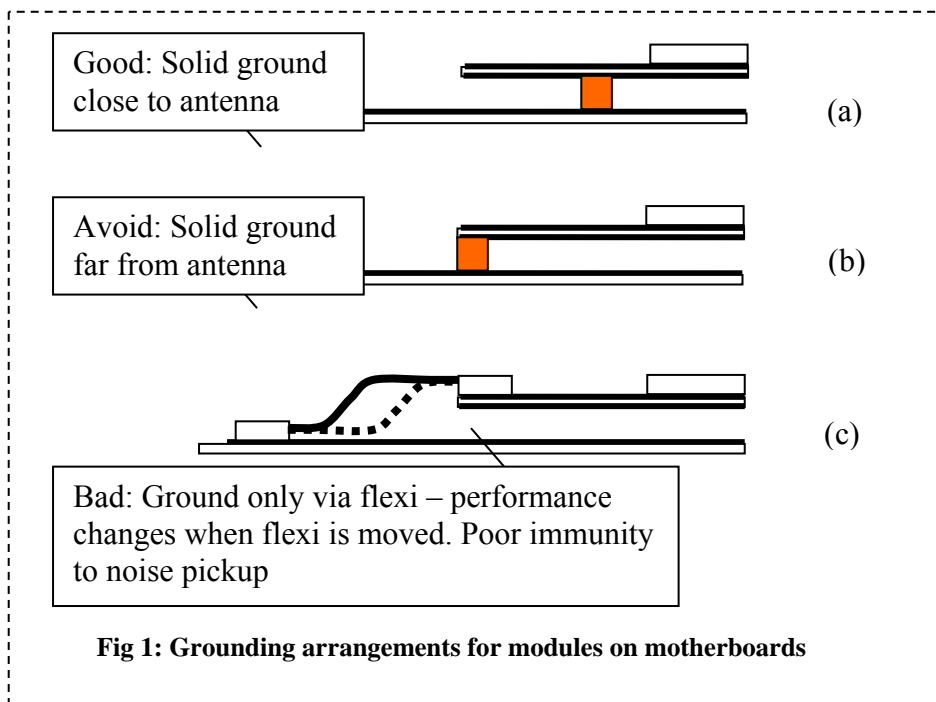 Good: Solid ground
close to antenna
(a)
Avoid: Solid ground
far from antenna
(b)
(c)
Bad: Ground only via flexi – performance
changes when flexi is moved. Poor immunity
to noise pickup
Fig 1: Grounding arrangements for modules on motherboards